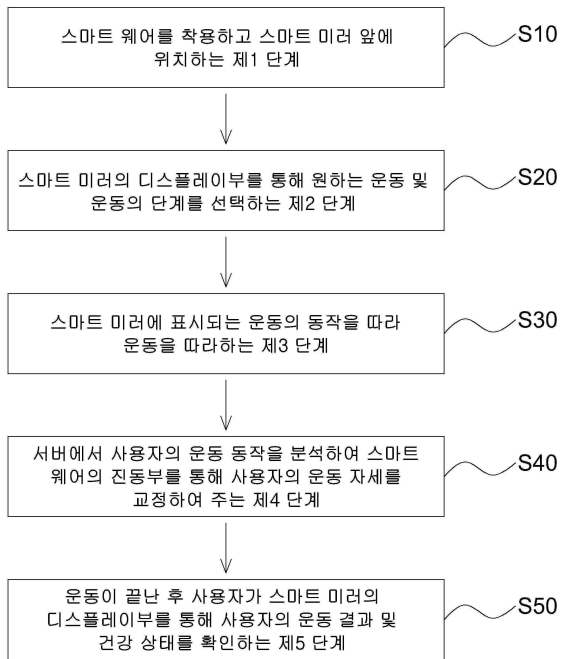 스마트 웨어를 착용하고 스마트 미러 앞에
위치하는 제1 단계
S10
스마트 미러의 디스플레이부를 통해 원하는 운동 및
운동의 단계를 선택하는 제2 단계
S20
스마트 미러에 표시되는 운동의 동작을 따라
운동을 따라하는 제3 단계
S30
서버에서 사용자의 운동 동작을 분석하여 스마트
웨어의 진동부를 통해 사용자의 운동 자세를
교정하여 주는 제4 단계
S40
운동이 끝난 후 사용자가 스마트 미러의
디스플레이부를 통해 사용자의 운동 결과 및
건강 상태를 확인하는 제5 단계
S50